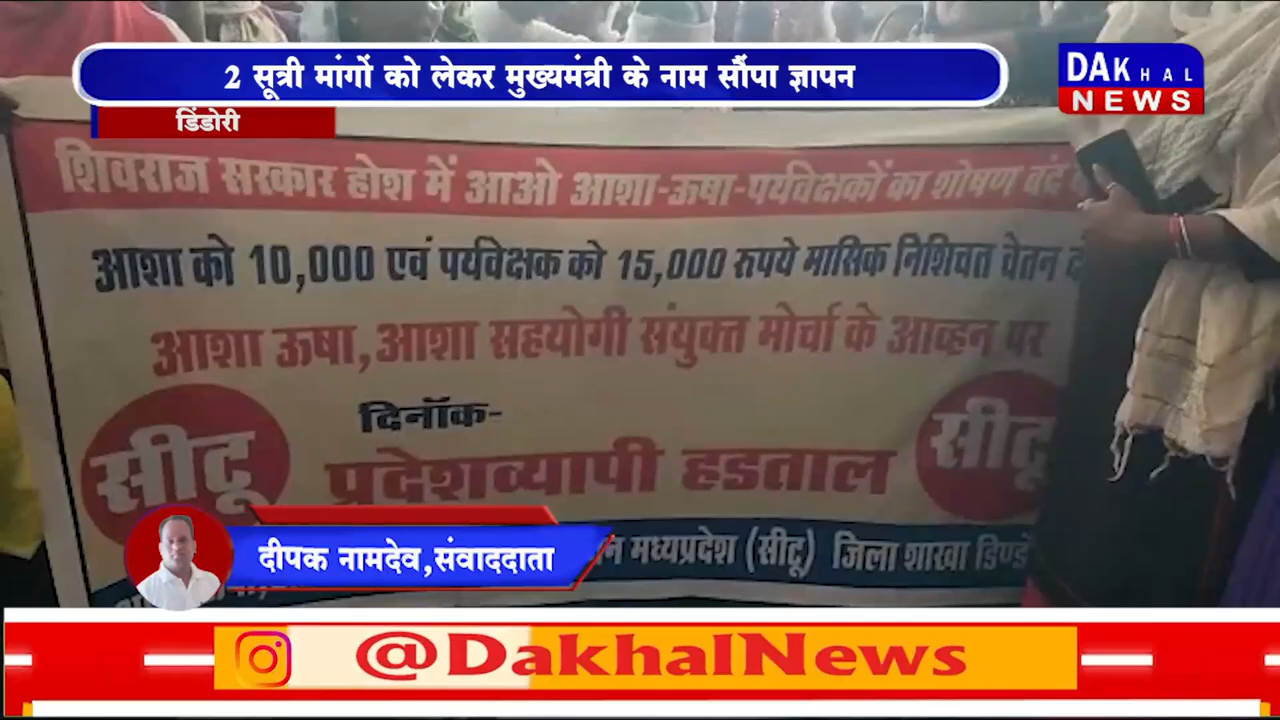 2 सूत्री मांगों को लेकर मुख्यमंत्री के नाम सौंपा ज्ञापन
DAKHAL
NEWS
डिंडोरी
शिवराज सरकार होश में आओ आशा-ऊषा-पर्यवेक्षकों का शोषण बंद
आशा को 10,000 एवं पर्यवेक्षक को 15,000 रुपये मासिक निशिचत वेतन
आशा ऊषा, आशा सहयोगी संयुक्त मोर्चा के आव्हन पर
दिनॉक-
सीटू
प्रदेशव्यापी हडताल
सीटू
मध्यप्रदेश (सीटू) जिला शाखा
दीपक नामदेव,संवाददाता
@DakhalNews